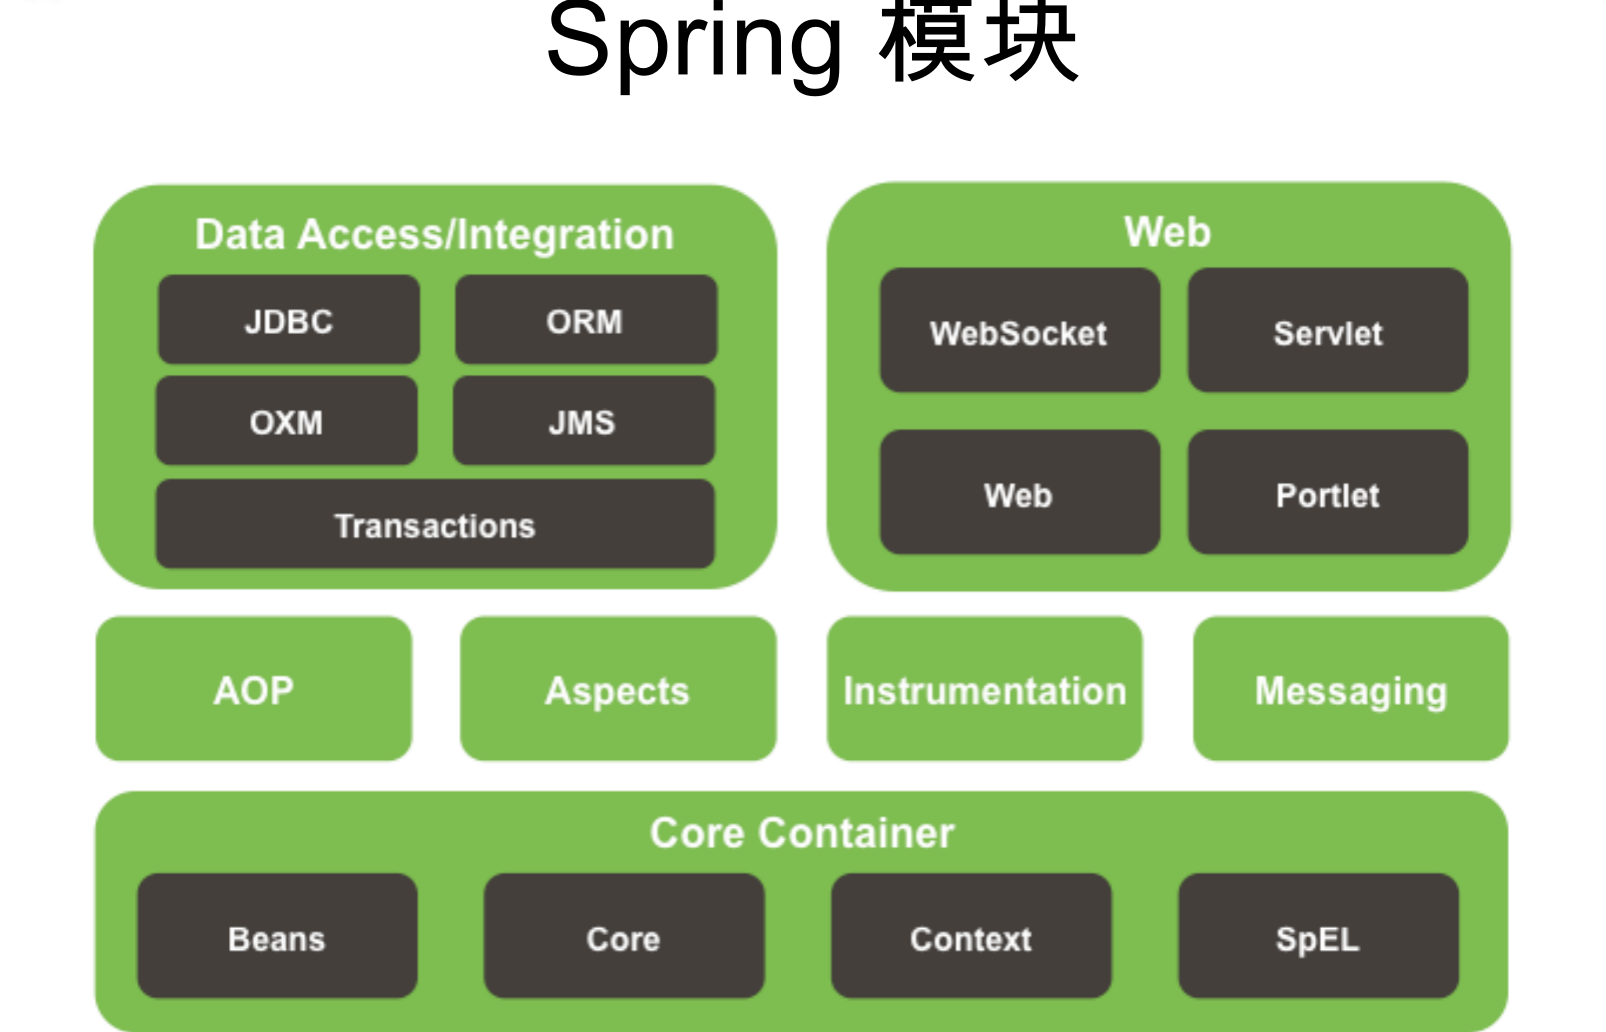 Spring 模块
Data Access/Integration
JDBC
ORM
OXM
JMS
Transactions
Web
WebSocket
Servlet
Web
Portlet
AOP
Aspects
Instrumentation
Messaging
Core Container
Beans
Core
Context
SpEL